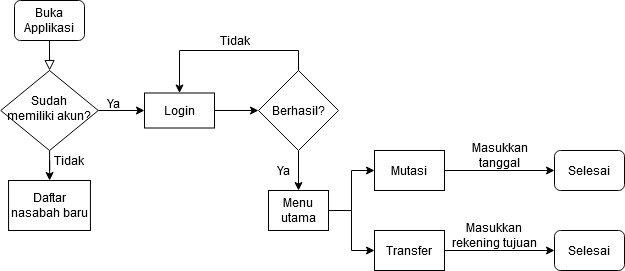 Buka
Applikasi
Tidak
Sudah
memiliki akun?
Ya
Login
Berhasil?
Tidak
Daftar
nasabah baru
Ya
Menu
utama
Mutasi
Masukkan
tanggal
Selesai
Transfer
Masukkan
rekening tujuan
Selesai